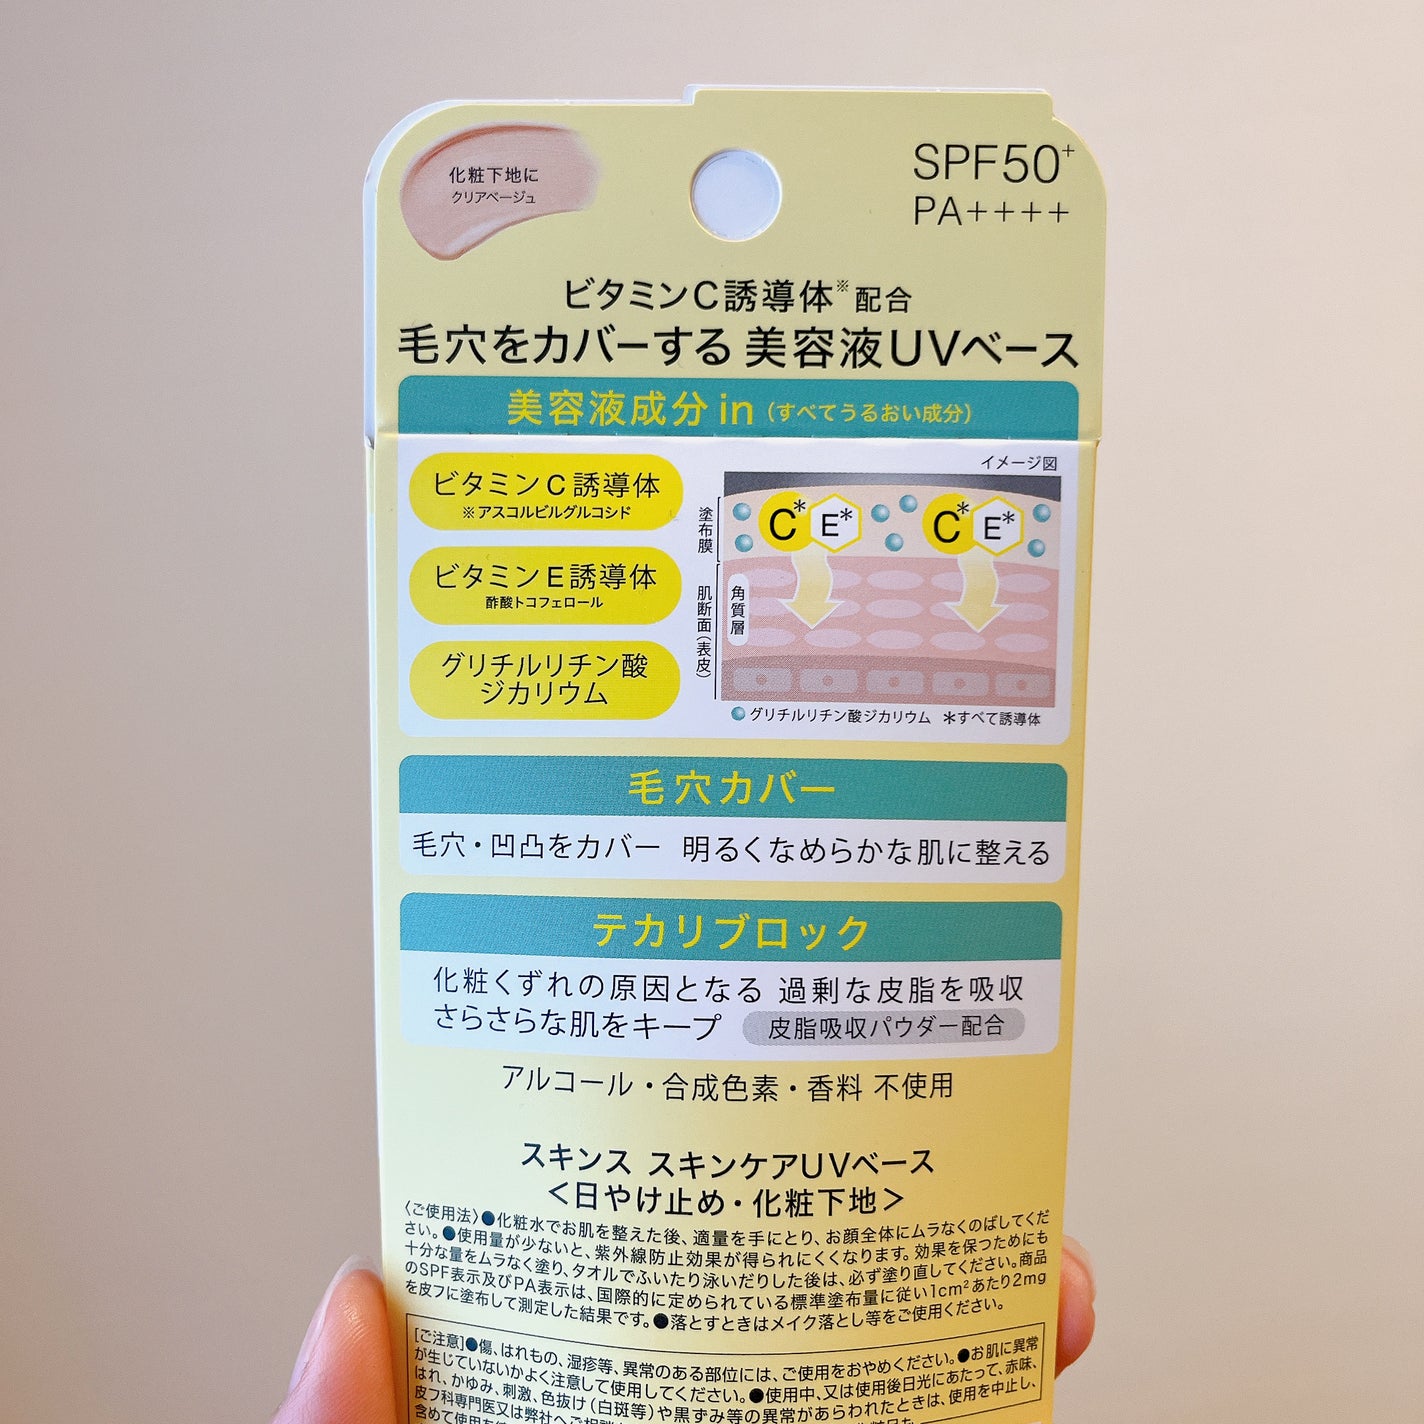 化粧下地に
クリアベージュ
SPF50+
PA++++
ビタミンC誘導体※配合
毛穴をカバーする 美容液UVベース
美容液成分 in（すべてうるおい成分）
ビタミンC誘導体
※アスコルビルグルコシド
ビタミンE誘導体
酢酸トコフェロール
グリチルリチン酸
ジカリウム
イメージ図
塗布膜
C* E* C* E*
肌断面（表皮）
角質層
グリチルリチン酸ジカリウム ＊すべて誘導体
毛穴カバー
毛穴・凹凸をカバー 明るくなめらかな肌に整える
テカリブロック
化粧くずれの原因となる 過剰な皮脂を吸収
さらさらな肌をキープ 皮脂吸収パウダー配合
アルコール・合成色素・香料 不使用
スキンス スキンケアUVベース
＜日やけ止め・化粧下地＞
〈ご使用法〉●化粧水でお肌を整えた後、適量を手にとり、お顔全体にムラなくのばしてくだ
さい。●使用量が少ないと、紫外線防止効果が得られにくくなります。効果を保つためにも
十分な量をムラなく塗り、タオルでふいたり泳いだりした後は、必ず塗り直してください。商品
のSPF表示及びPA表示は、国際的に定められている標準塗布量に従い1cm²あたり2mg
を皮フに塗布して測定した結果です。●落とすときはメイク落とし等をご使用ください。
[ご注意]●傷、はれもの、湿疹等、異常のある部位には、ご使用をおやめください。●お肌に異常
が生じていないかよく注意して使用してください。●使用中、又は使用後日光にあたって、赤味、
はれ、かゆみ、刺激、色抜け（白斑等）や黒ずみ等の異常があらわれたときは、使用を中止し、
皮フ科専門医又は弊社へご相談
含めて使用を